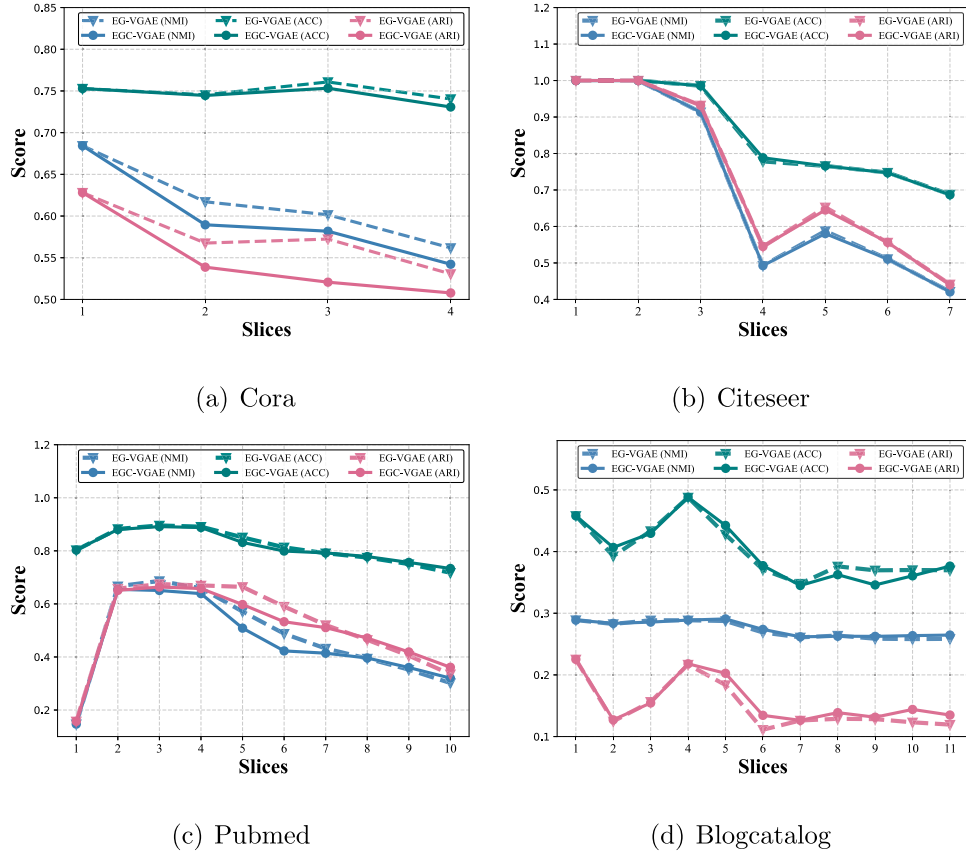 0.85
0.80
0.75
0.70
0.65
0.60
0.55
0.50
Score
EG-VGAE (NMI) EG-VGAE (ACC) EG-VGAE (ARI)
EGC-VGAE (NMI) EGC-VGAE (ACC) EGC-VGAE (ARI)
1 2 3 4
Slices
(a) Cora
1.2
1.1
1.0
0.9
0.8
0.7
0.6
0.5
0.4
Score
EG-VGAE (NMI) EG-VGAE (ACC) EG-VGAE (ARI)
EGC-VGAE (NMI) EGC-VGAE (ACC) EGC-VGAE (ARI)
1 2 3 4 5 6 7
Slices
(b) Citeseer
1.2
1.0
0.8
0.6
0.4
0.2
Score
EG-VGAE (NMI) EG-VGAE (ACC) EG-VGAE (ARI)
EGC-VGAE (NMI) EGC-VGAE (ACC) EGC-VGAE (ARI)
1 2 3 4 5 6 7 8 9 10
Slices
(c) Pubmed
0.5
0.4
0.3
0.2
0.1
Score
EG-VGAE (NMI) EG-VGAE (ACC) EG-VGAE (ARI)
EGC-VGAE (NMI) EGC-VGAE (ACC) EGC-VGAE (ARI)
1 2 3 4 5 6 7 8 9 10 11
Slices
(d) Blogcatalog